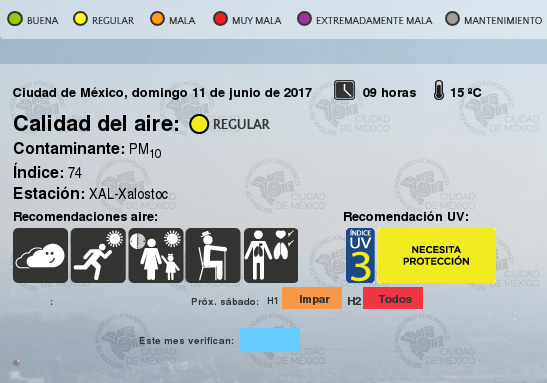 BUENA REGULAR MALA MUY MALA EXTREMADAMENTE MALA MANTENIMIENTO
Ciudad de México, domingo 11 de junio de 2017 09 horas 15 ºC
Calidad del aire: REGULAR
Contaminante: PM10
Índice: 74
Estación: XAL-Xalostoc
Recomendaciones aire: Recomendación UV:
ÍNDICE UV 3 NECESITA PROTECCIÓN
: Próx. sábado: H1 Impar H2 Todos
Este mes verifican: